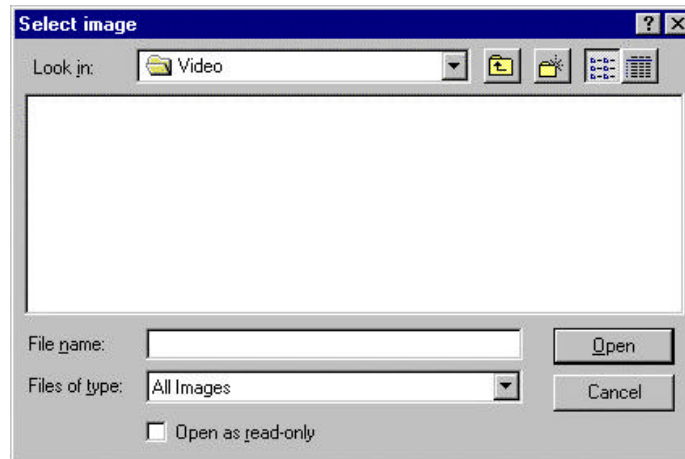 Select image
Look in: Video
File name: Open
Files of type: All Images Cancel
Open as read-only